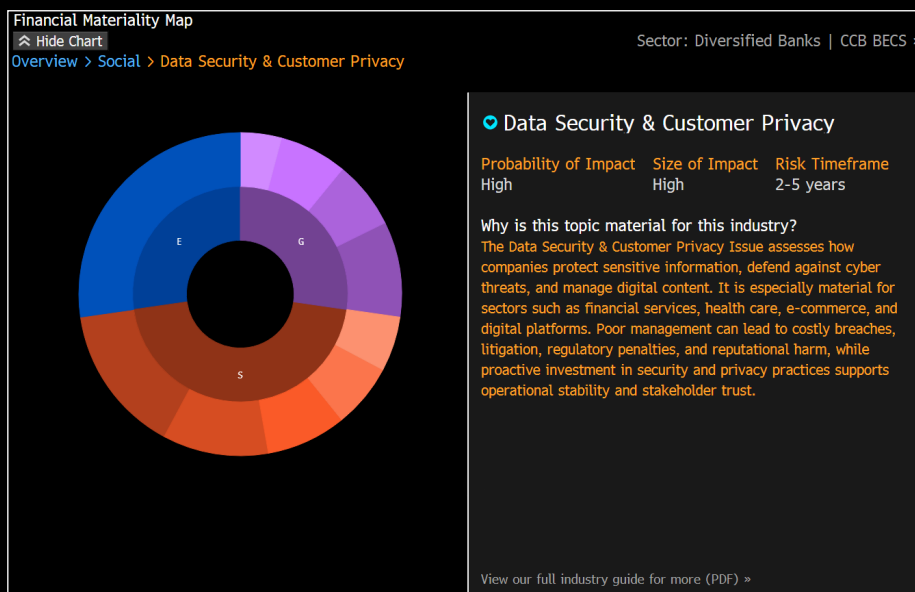 Financial Materiality Map
Hide Chart
Sector: Diversified Banks | CCB BECS »
Overview > Social > Data Security & Customer Privacy
E
G
S
Data Security & Customer Privacy
Probability of Impact Size of Impact Risk Timeframe
High High 2-5 years
Why is this topic material for this industry?
The Data Security & Customer Privacy Issue assesses how
companies protect sensitive information, defend against cyber
threats, and manage digital content. It is especially material for
sectors such as financial services, health care, e-commerce, and
digital platforms. Poor management can lead to costly breaches,
litigation, regulatory penalties, and reputational harm, while
proactive investment in security and privacy practices supports
operational stability and stakeholder trust.
View our full industry guide for more (PDF) »